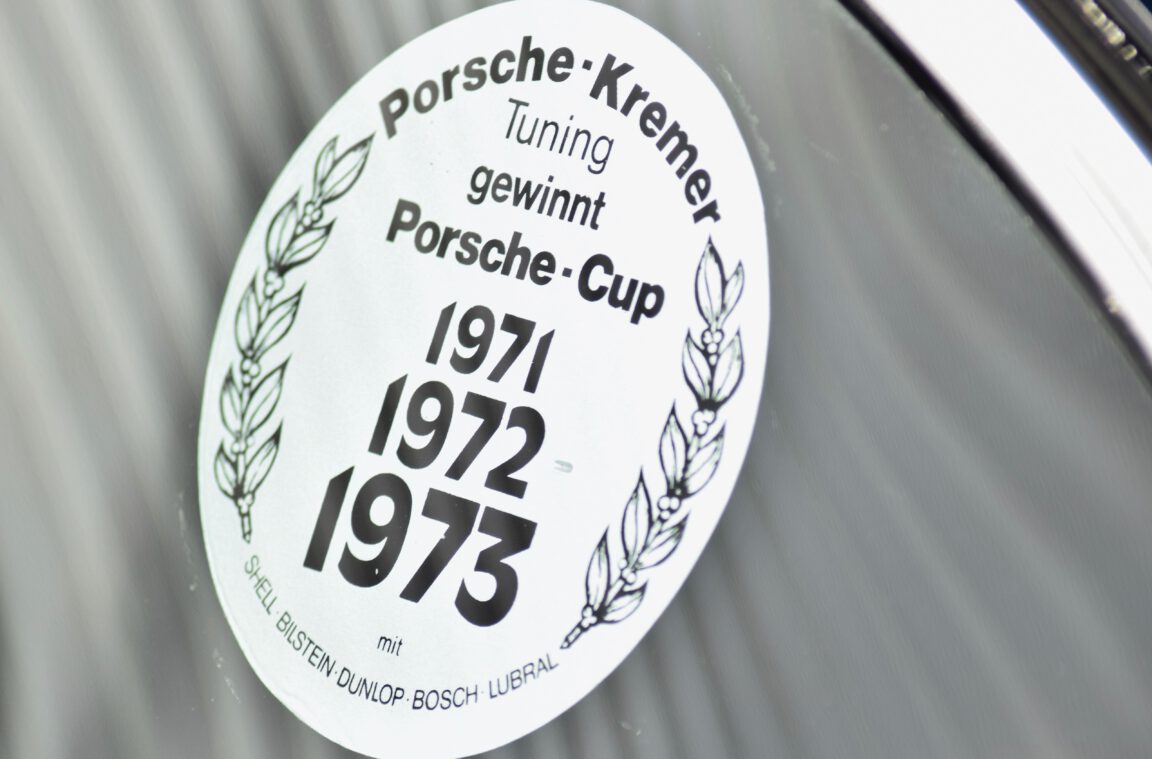 Porsche·Kremer
Tuning
gewinnt
Porsche·Cup
1971
1972
1973
mit
SHELL·BILSTEIN·DUNLOP·BOSCH·LUBRAL